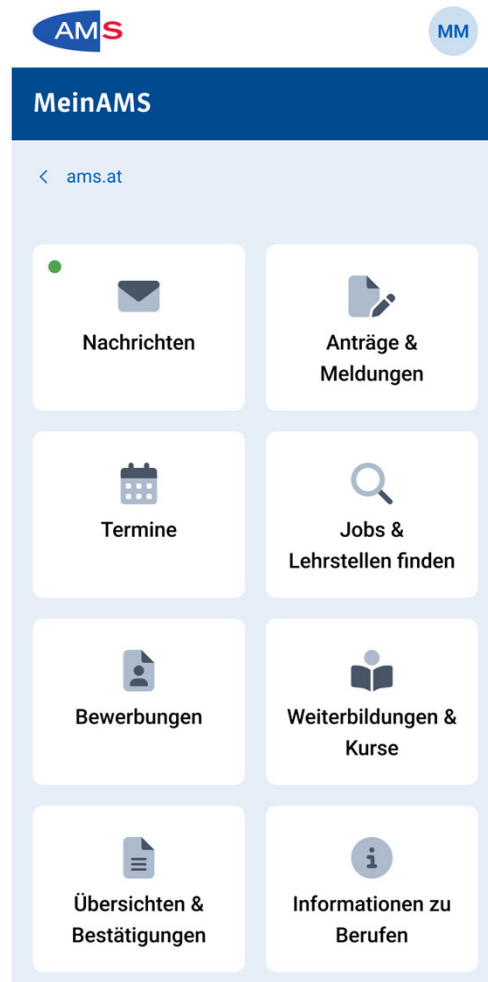 AMS
MM
MeinAMS
< ams.at
Nachrichten
Anträge &
Meldungen
Termine
Jobs &
Lehrstellen finden
Bewerbungen
Weiterbildungen &
Kurse
Übersichten &
Bestätigungen
Informationen zu
Berufen